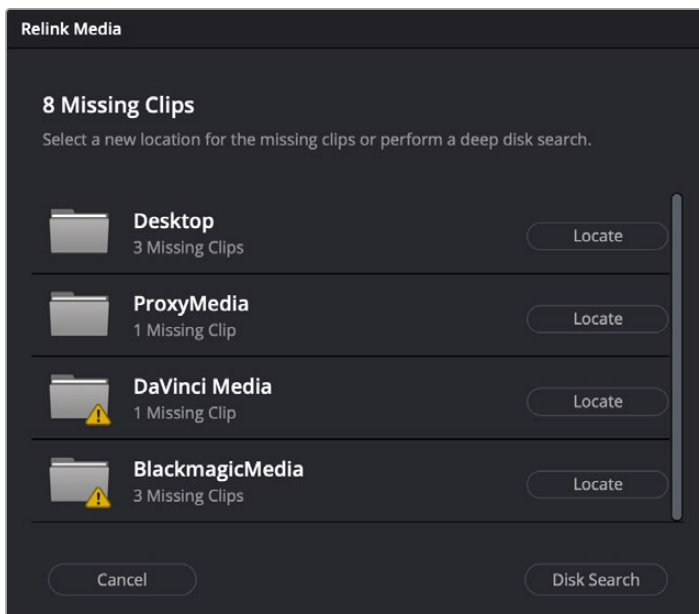 Relink Media
8 Missing Clips
Select a new location for the missing clips or perform a deep disk search.
Desktop
3 Missing Clips
Locate
ProxyMedia
1 Missing Clip
Locate
DaVinci Media
1 Missing Clip
Locate
BlackmagicMedia
3 Missing Clips
Locate
Cancel
Disk Search